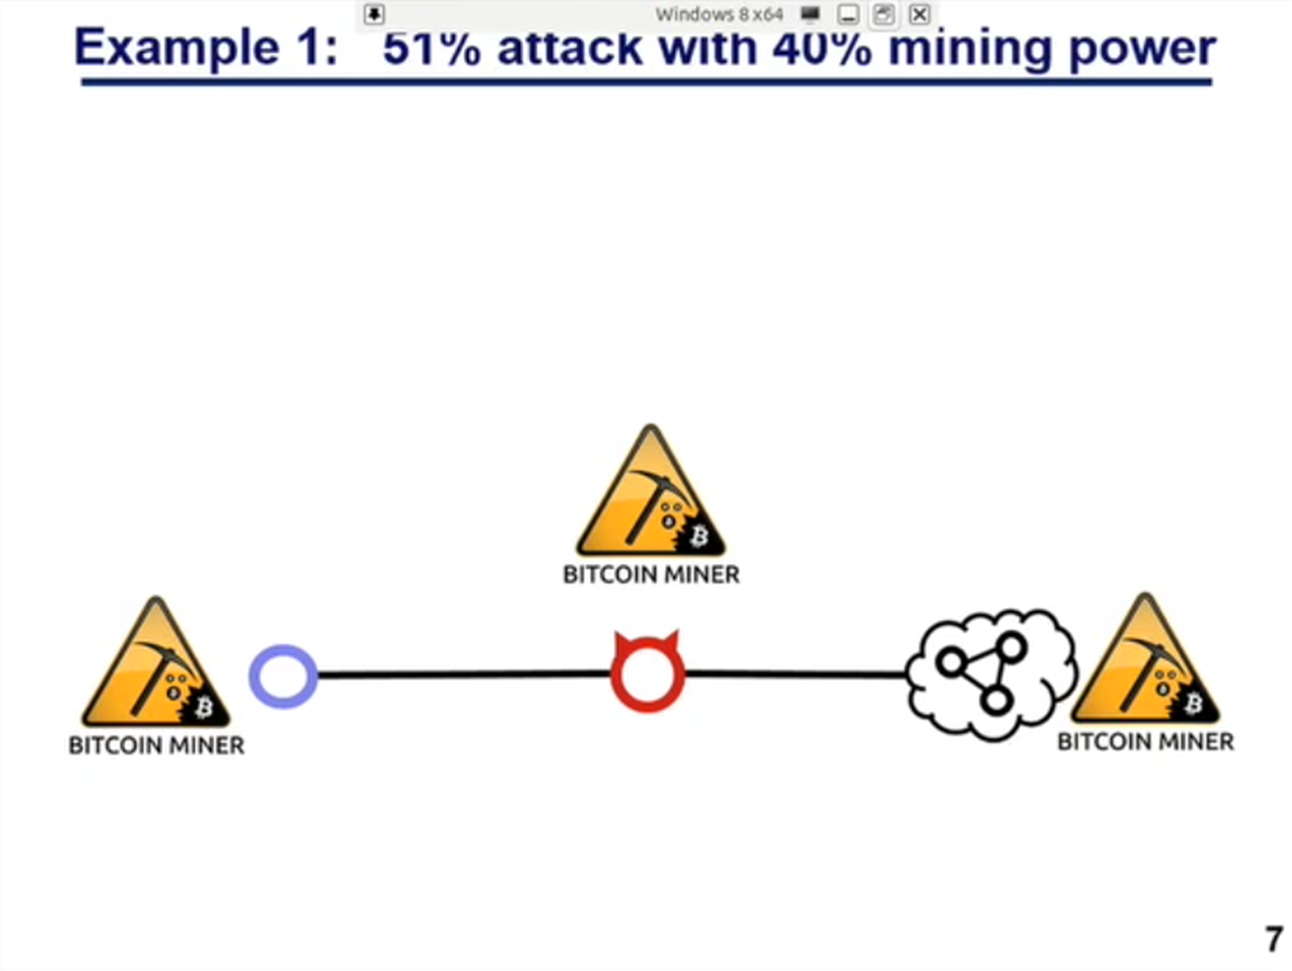 Windows 8 x64
Example 1: 51% attack with 40% mining power
BITCOIN MINER
BITCOIN MINER
BITCOIN MINER
7